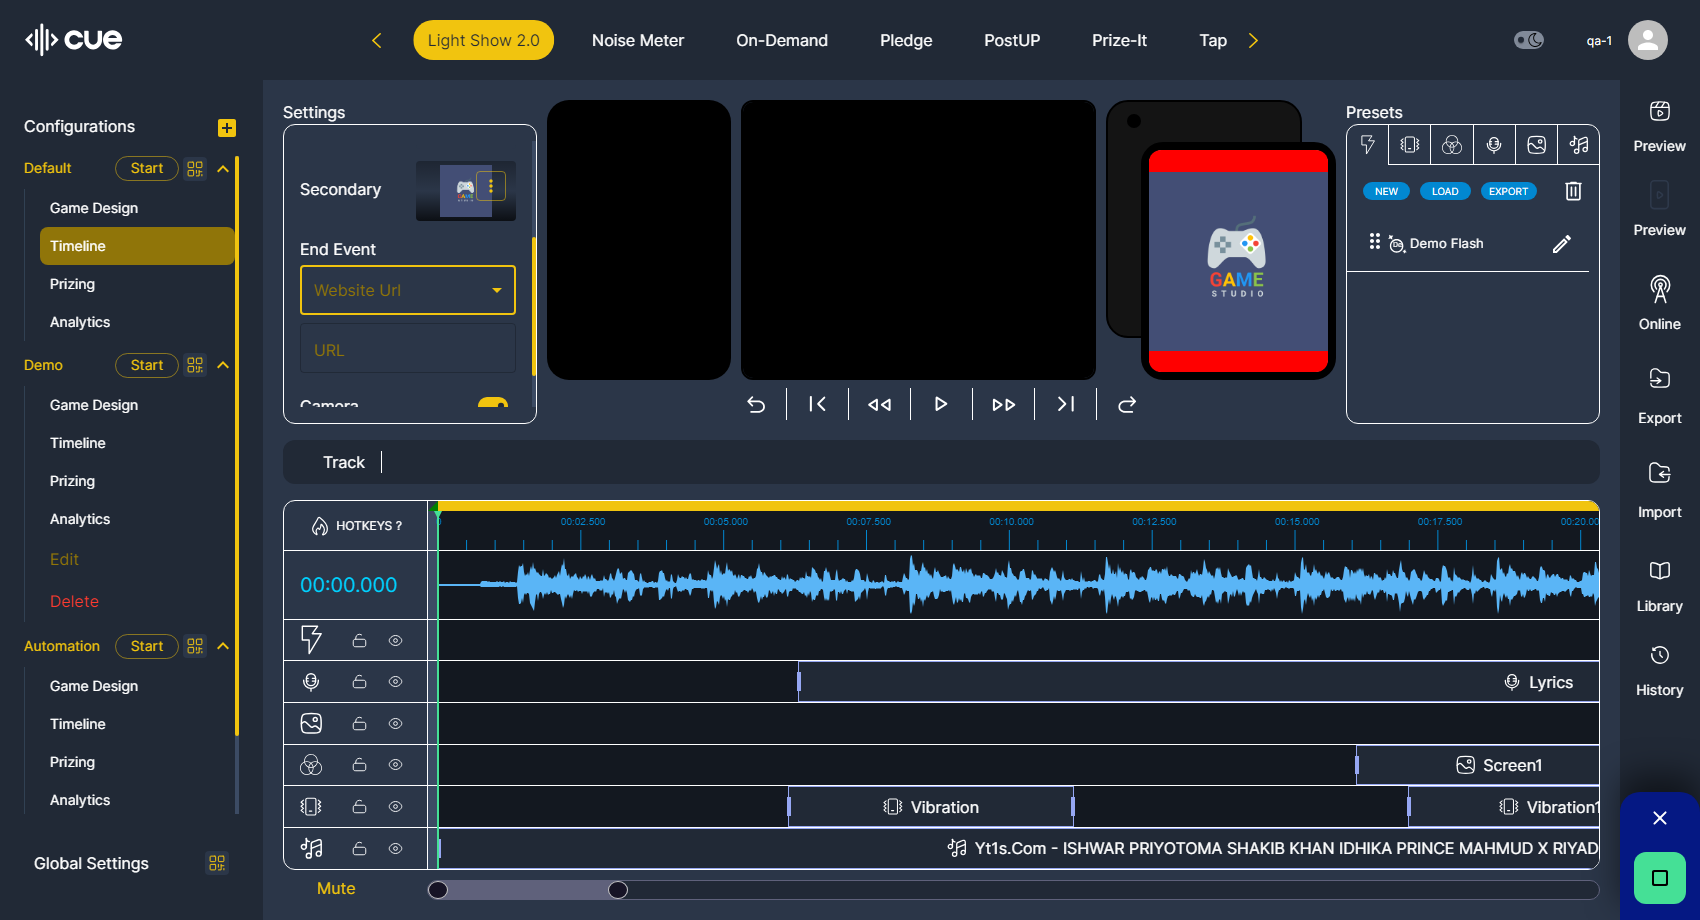 cue
Light Show 2.0
Noise Meter
On-Demand
Pledge
PostUP
Prize-It
Tap
qa-1
Configurations
Default
Start
Game Design
Timeline
Prizing
Analytics
Demo
Start
Game Design
Timeline
Prizing
Analytics
Edit
Delete
Automation
Start
Game Design
Timeline
Prizing
Analytics
Global Settings
Settings
Secondary
GAME
End Event
Website Url
URL
Camera
GAME
STUDIO
Presets
NEW
LOAD
EXPORT
Demo Flash
Preview
Preview
Online
Export
Import
Library
History
Track
HOTKEYS ?
0
00:02.500
00:05.000
00:07.500
00:10.000
00:12.500
00:15.000
00:17.500
00:20.00
00:00.000
Lyrics
Screen1
Vibration
Vibration1
Yt1s.Com - ISHWAR PRIYOTOMA SHAKIB KHAN IDHIKA PRINCE MAHMUD X RIYAD
Mute